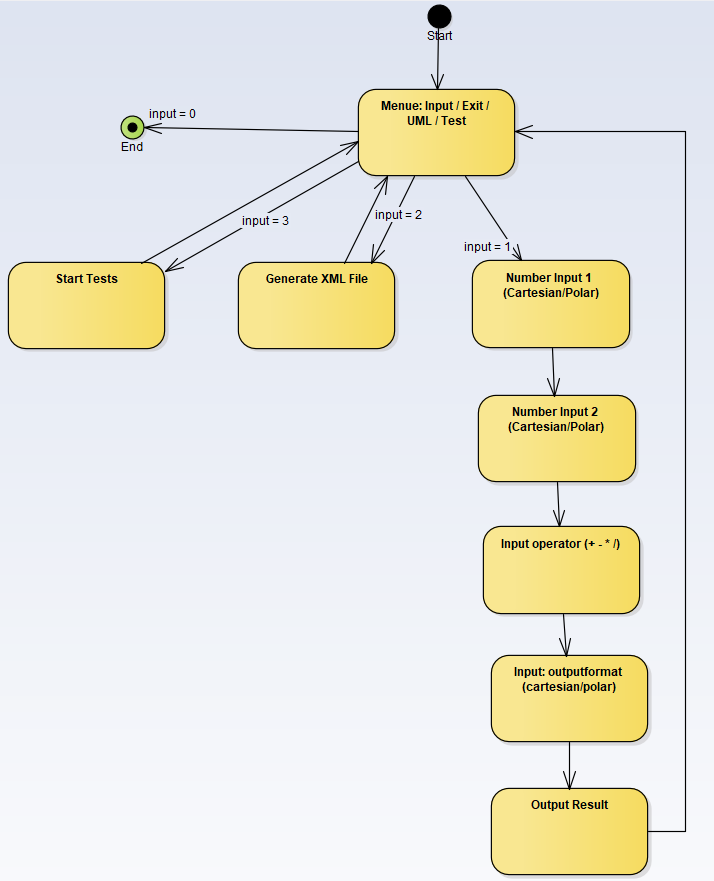 Start
Menue: Input / Exit /
UML / Test
input = 0
End
input = 3
input = 2
input = 1
Start Tests
Generate XML File
Number Input 1
(Cartesian/Polar)
Number Input 2
(Cartesian/Polar)
Input operator (+ - * /)
Input: outputformat
(cartesian/polar)
Output Result